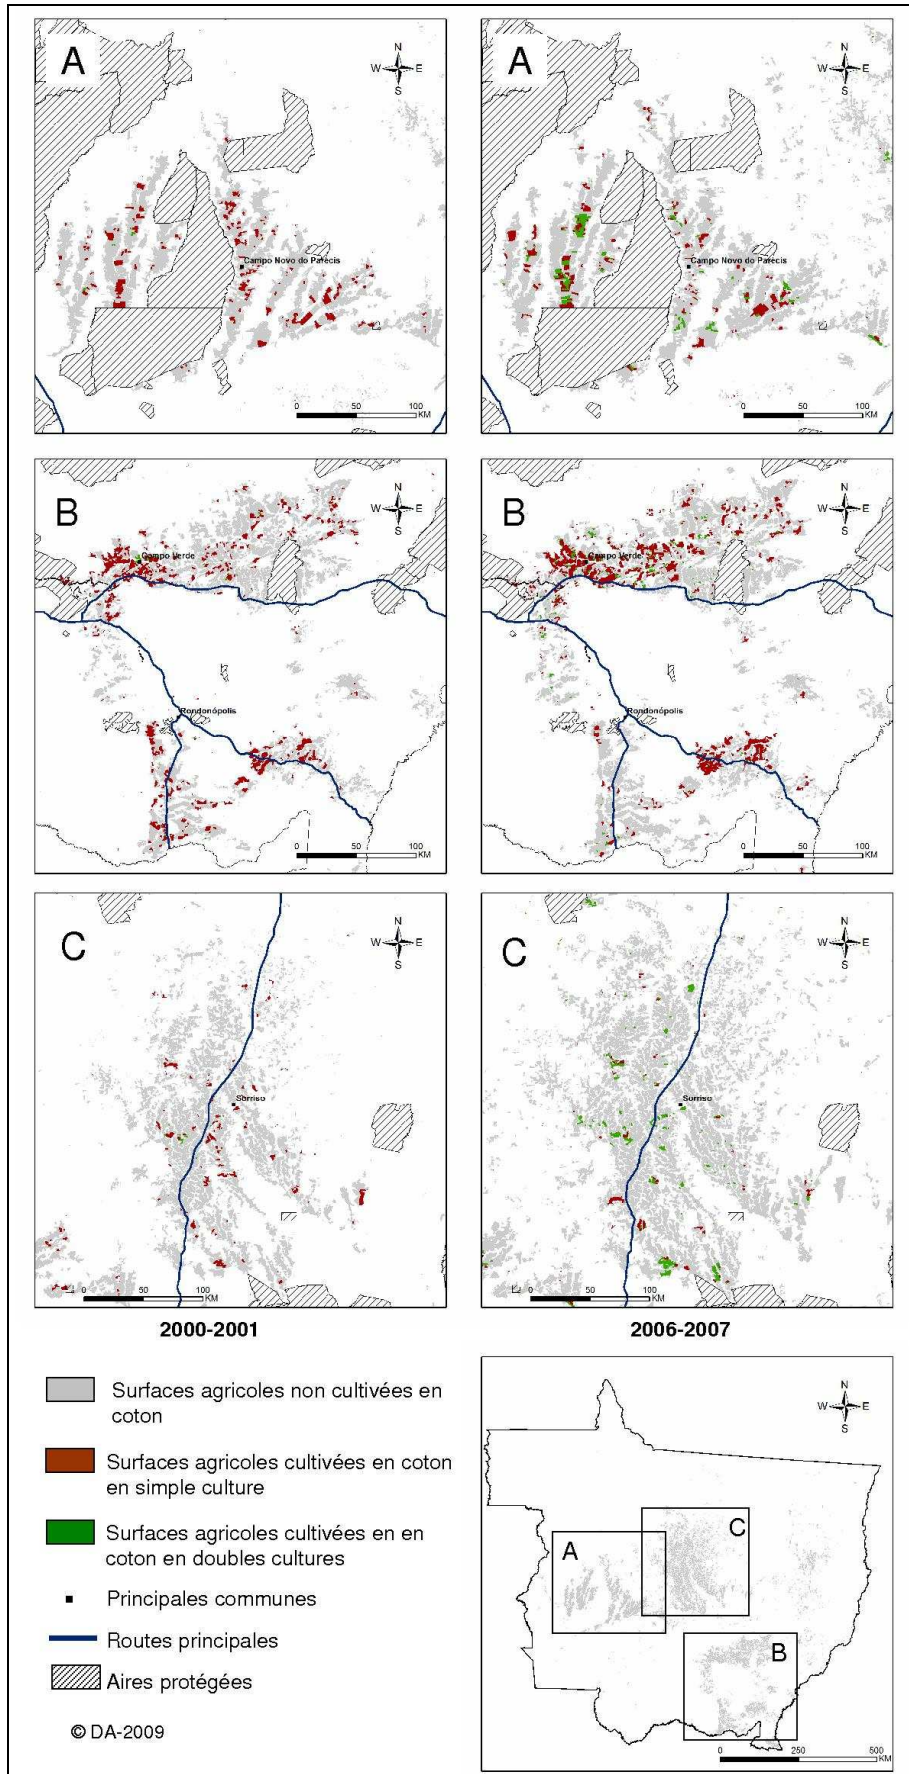 A
N
W E
S
Campo Novo do Parecis
0 50 100
KM
A
N
W E
S
Campo Novo do Parecis
0 50 100
KM
B
N
W E
S
Campo Verde
Rondonópolis
0 50 100
KM
B
N
W E
S
Campo Verde
Rondonópolis
0 50 100
KM
C
N
W E
S
Sorriso
0 50 100
KM
C
N
W E
S
Sorriso
0 50 100
KM
2000-2001
2006-2007
Surfaces agricoles non cultivées en
coton
Surfaces agricoles cultivées en coton
en simple culture
Surfaces agricoles cultivées en en
coton en doubles cultures
Principales communes
Routes principales
Aires protégées
© DA-2009
N
W E
S
A
C
B
0 250 500
KM